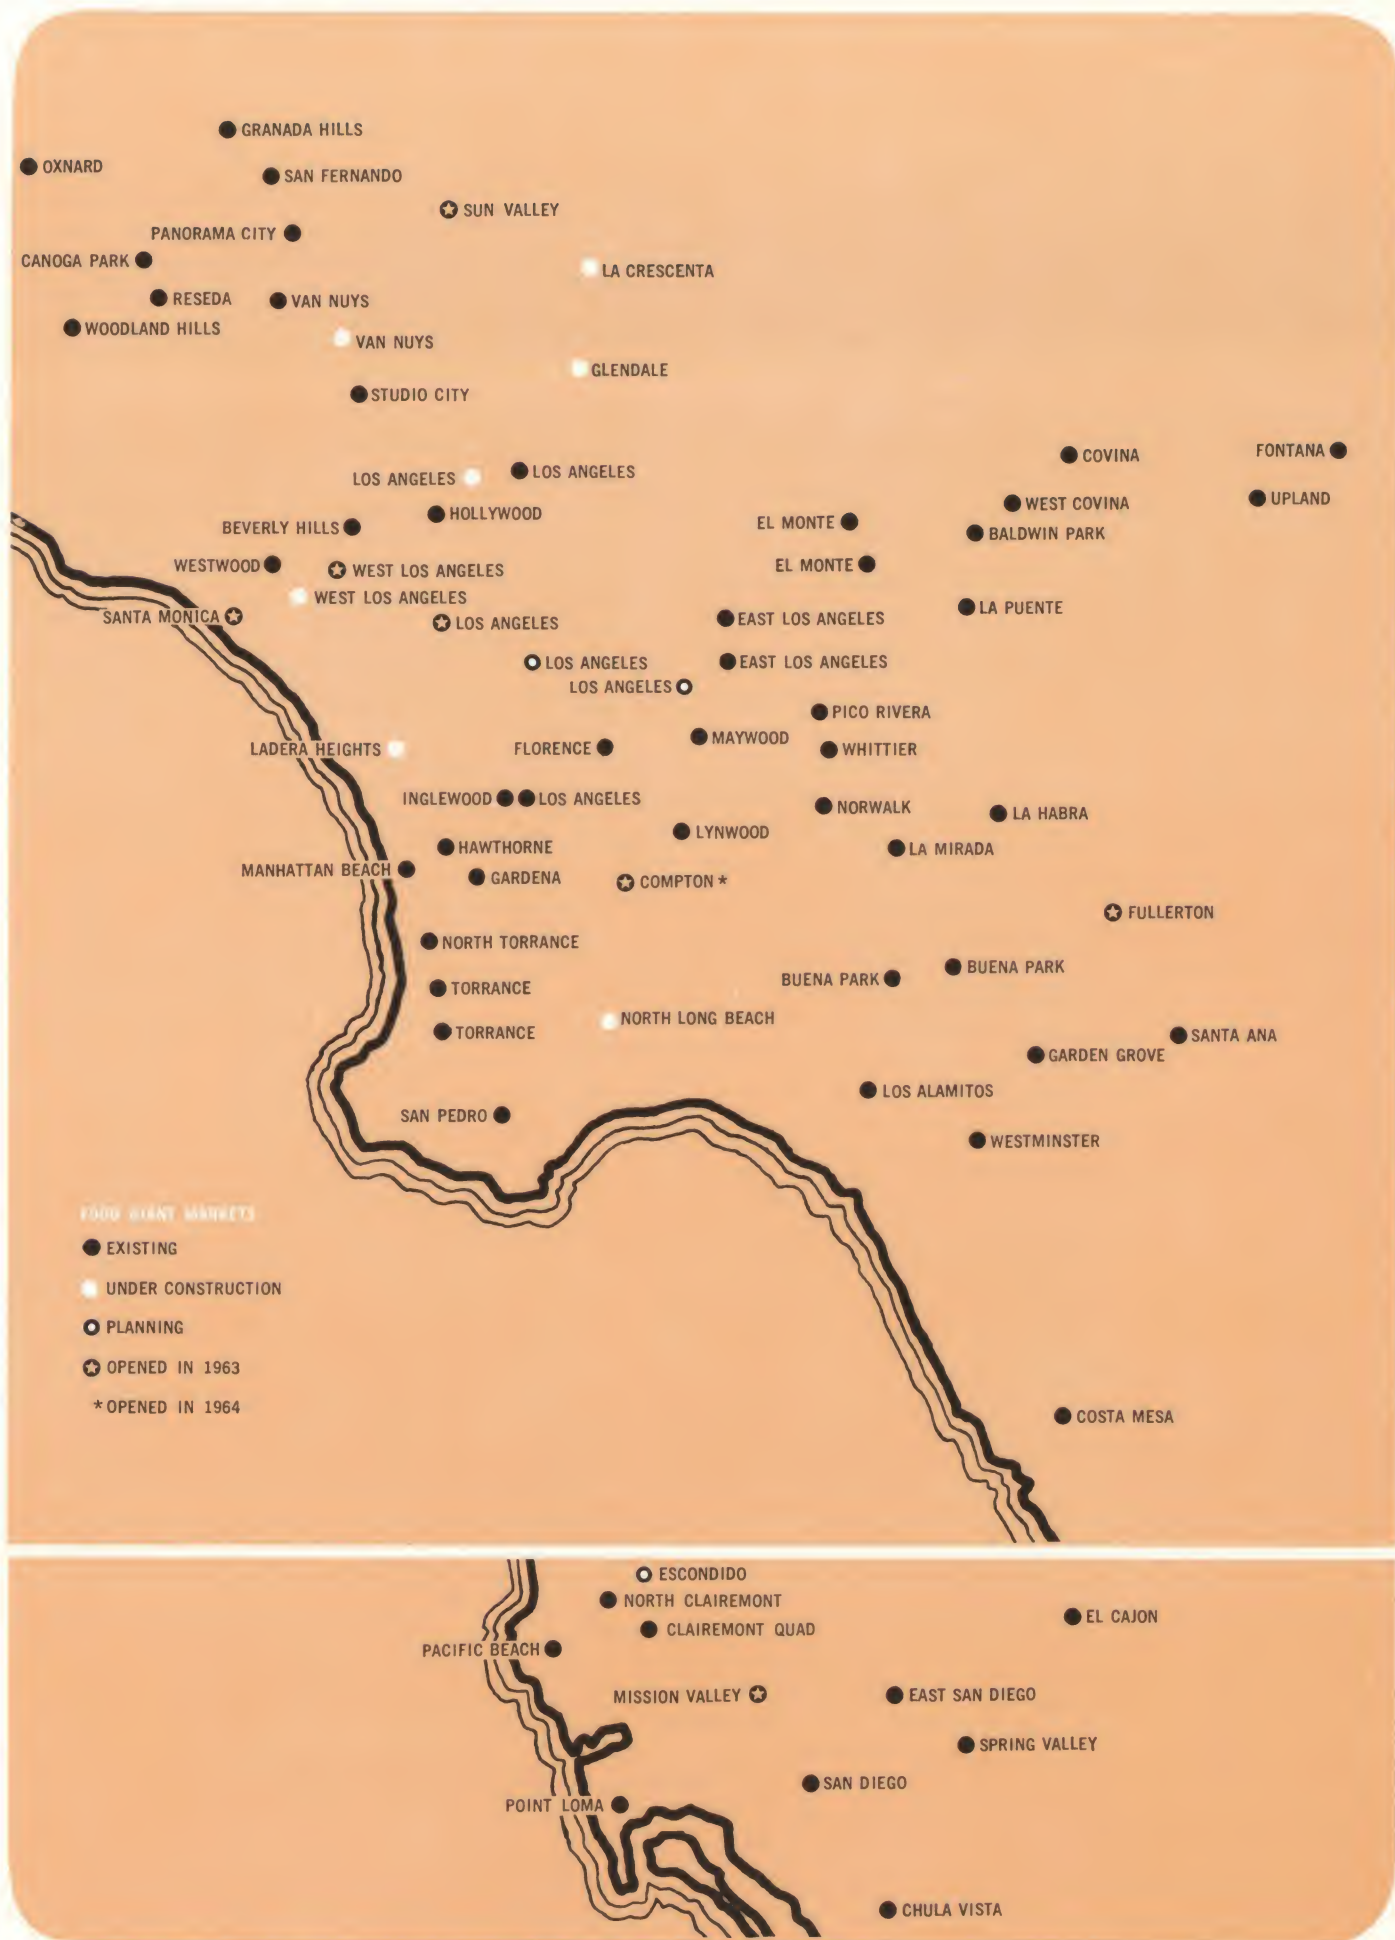 GRANADA HILLS
OXNARD
SAN FERNANDO
SUN VALLEY
PANORAMA CITY
CANOGA PARK
LA CRESCENTA
RESEDA
VAN NUYS
WOODLAND HILLS
VAN NUYS
GLENDALE
STUDIO CITY
COVINA
FONTANA
LOS ANGELES
LOS ANGELES
WEST COVINA
UPLAND
HOLLYWOOD
BEVERLY HILLS
EL MONTE
BALDWIN PARK
WESTWOOD
WEST LOS ANGELES
EL MONTE
WEST LOS ANGELES
LA PUENTE
SANTA MONICA
LOS ANGELES
EAST LOS ANGELES
LOS ANGELES
EAST LOS ANGELES
LOS ANGELES
PICO RIVERA
MAYWOOD
LADERA HEIGHTS
FLORENCE
WHITTIER
INGLEWOOD
LOS ANGELES
NORWALK
LA HABRA
LYNWOOD
HAWTHORNE
LA MIRADA
MANHATTAN BEACH
GARDENA
COMPTON *
FULLERTON
NORTH TORRANCE
BUENA PARK
BUENA PARK
TORRANCE
NORTH LONG BEACH
TORRANCE
SANTA ANA
GARDEN GROVE
LOS ALAMITOS
SAN PEDRO
WESTMINSTER
FOOD GIANT MARKETS
EXISTING
UNDER CONSTRUCTION
PLANNING
OPENED IN 1963
* OPENED IN 1964
COSTA MESA
ESCONDIDO
NORTH CLAIREMONT
EL CAJON
CLAIREMONT QUAD
PACIFIC BEACH
MISSION VALLEY
EAST SAN DIEGO
SPRING VALLEY
SAN DIEGO
POINT LOMA
CHULA VISTA